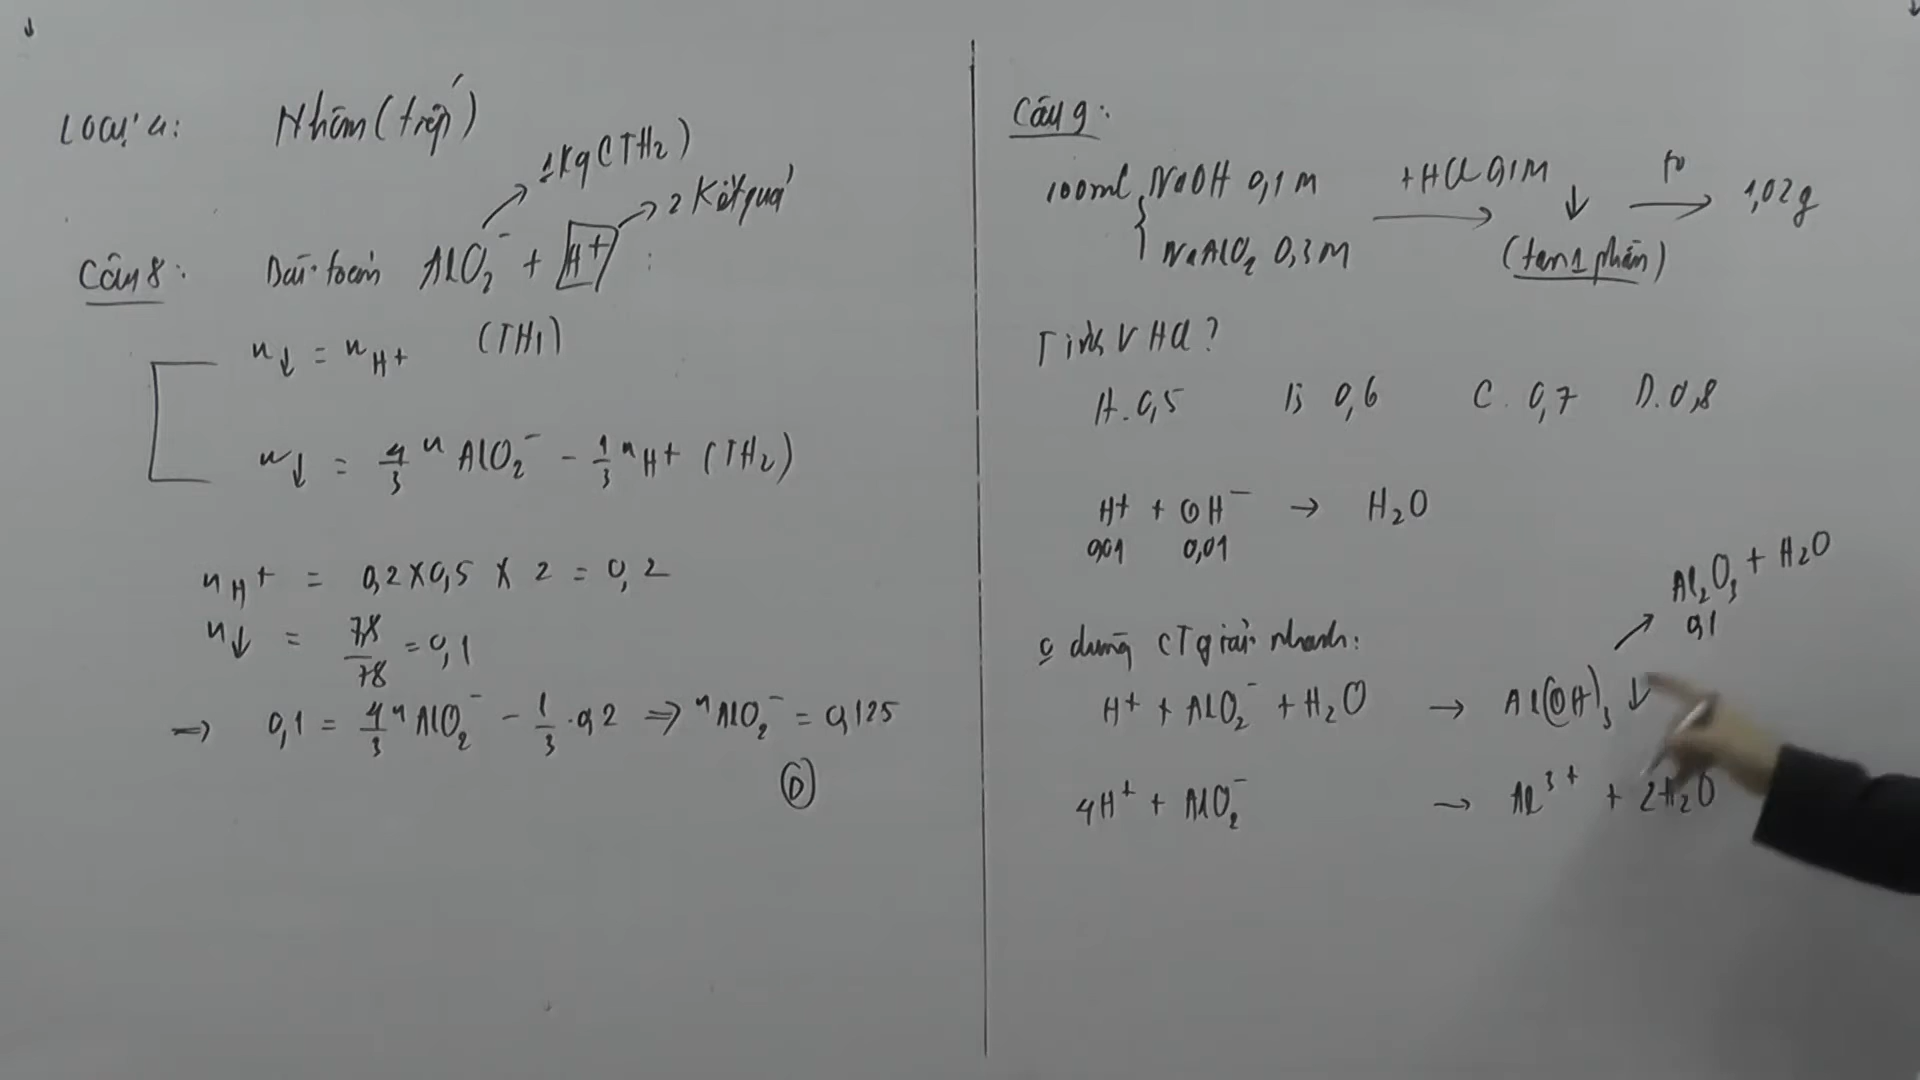 Loại 4: Nhôm (tiếp)
1 Kq (TH2)
2 Kết quả
Câu 8: Bài toán AlO₂⁻ + H⁺ :
n↓ = nH⁺ (TH1)
n↓ = 4/3 nAlO₂⁻ - 1/3 nH⁺ (TH2)
nH⁺ = 0,2 × 0,5 × 2 = 0,2
n↓ = 7,8/78 = 0,1
⇒ 0,1 = 4/3 nAlO₂⁻ - 1/3 . 0,2 ⇒ nAlO₂⁻ = 0,125
D
Câu 9:
100ml { NaOH 0,1M + HCl 0,1M → ↓ t° → 1,02g
NaAlO₂ 0,3M (tan 1 phần)
Tính V HCl?
A. 0,5 B 0,6 C. 0,7 D. 0,8
H⁺ + OH⁻ → H₂O
0,01 0,01
Al₂O₃ + H₂O
0,1
dùng CT giải nhanh:
H⁺ + AlO₂⁻ + H₂O → Al(OH)₃ ↓
4H⁺ + AlO₂⁻ → Al³⁺ + 2H₂O